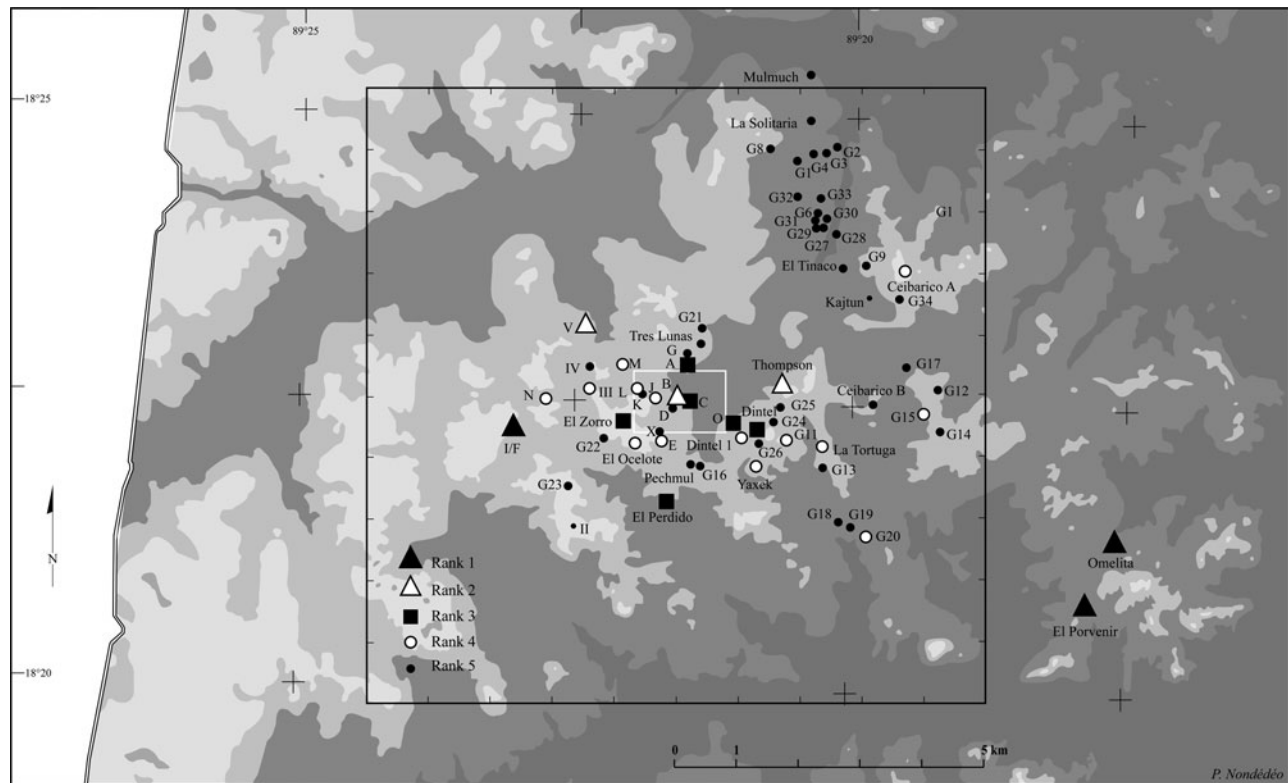 89°25
89°20
18°25
Mulmuch
La Solitaria
G8
G2
G3
G4
G1
G32
G33
G6
G30
G1
G31
G29
G27
G28
El Tinaco
G9
Ceibarico A
Kajtun
G34
G21
Tres Lunas
V
G
A
Thompson
M
IV
G17
L
J
B
III
N
K
C
Ceibarico B
G12
D
G25
G15
El Zorro
O
Dintel
G24
I/F
X
G14
G22
E
Dintel 1
G11
El Ocelote
G26
La Tortuga
Pechmul
G16
Yaxek
G13
G23
El Perdido
II
G18
G19
G20
N
Omelita
El Porvenir
Rank 1
Rank 2
Rank 3
Rank 4
Rank 5
18°20
0 1 5 km
P. Nondédéo